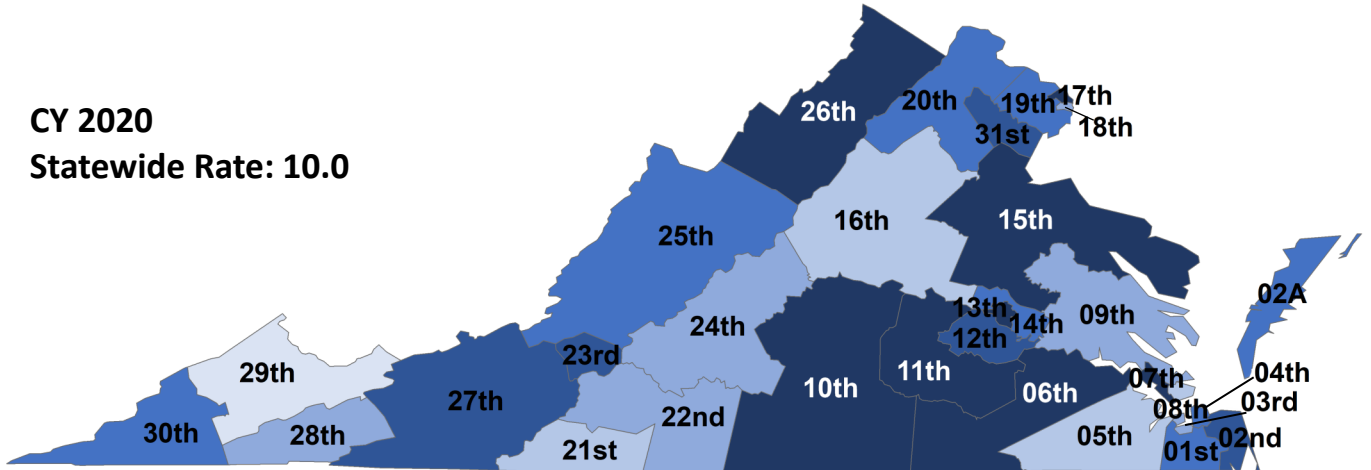 CY 2020
Statewide Rate: 10.0
26th
20th
19th
17th
18th
31st
16th
15th
25th
02A
24th
13th
14th
09th
12th
23rd
29th
10th
11th
06th
07th
04th
27th
08th
03rd
30th
28th
22nd
21st
05th
01st
02nd